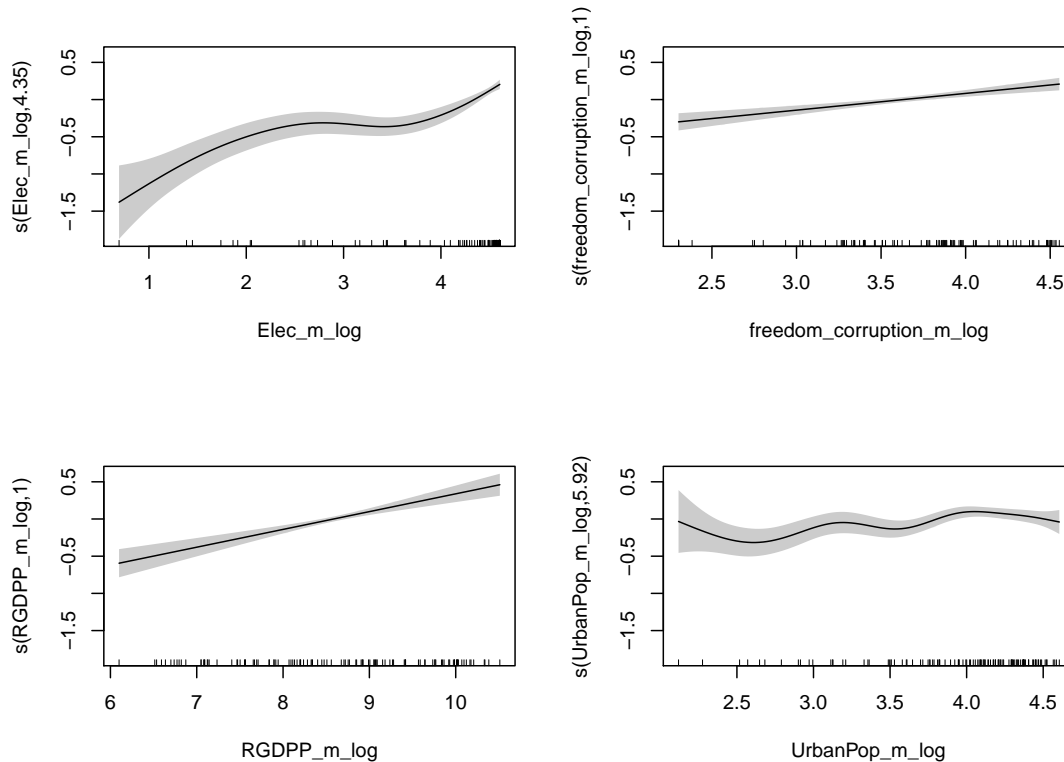 s(Elec_m_log,4.35)
0.5
−0.5
−1.5
1 2 3 4
Elec_m_log
s(freedom_corruption_m_log,1)
0.5
−0.5
−1.5
2.5 3.0 3.5 4.0 4.5
freedom_corruption_m_log
s(RGDPP_m_log,1)
0.5
−0.5
−1.5
6 7 8 9 10
RGDPP_m_log
s(UrbanPop_m_log,5.92)
0.5
−0.5
−1.5
2.5 3.0 3.5 4.0 4.5
UrbanPop_m_log